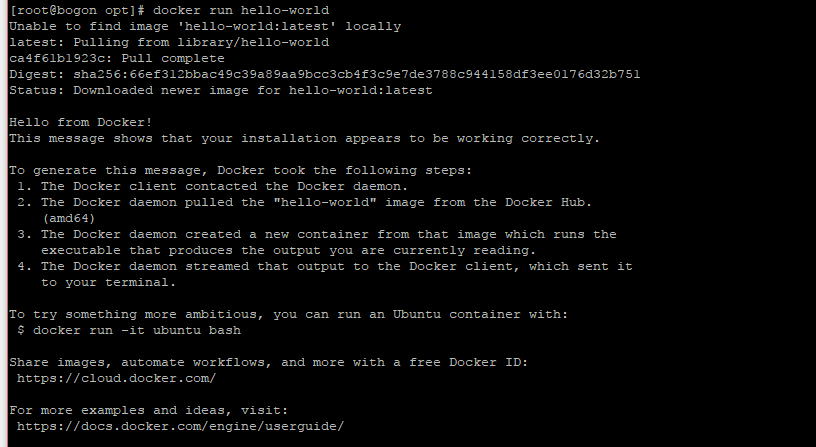 [root@bogon opt]# docker run hello-world
Unable to find image 'hello-world:latest' locally
latest: Pulling from library/hello-world
ca4f61b1923c: Pull complete
Digest: sha256:66ef312bbac49c39a89aa9bcc3cb4f3c9e7de3788c944158df3ee0176d32b751
Status: Downloaded newer image for hello-world:latest

Hello from Docker!
This message shows that your installation appears to be working correctly.

To generate this message, Docker took the following steps:
 1. The Docker client contacted the Docker daemon.
 2. The Docker daemon pulled the "hello-world" image from the Docker Hub.
    (amd64)
 3. The Docker daemon created a new container from that image which runs the
    executable that produces the output you are currently reading.
 4. The Docker daemon streamed that output to the Docker client, which sent it
    to your terminal.

To try something more ambitious, you can run an Ubuntu container with:
 $ docker run -it ubuntu bash

Share images, automate workflows, and more with a free Docker ID:
 https://cloud.docker.com/

For more examples and ideas, visit:
 https://docs.docker.com/engine/userguide/